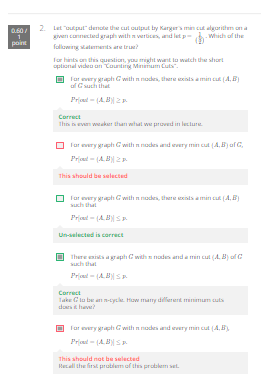 0.60 /
1
point
2.
Let "output" denote the cut output by Karger's min cut algorithm on a
given connected graph with n vertices, and let p = 1/(n 2). Which of the
following statements are true?
For hints on this question, you might want to watch the short
optional video on "Counting Minimum Cuts".
For every graph G with n nodes, there exists a min cut (A, B)
of G such that
Pr[out = (A, B)] ≥ p.
Correct
This is even weaker than what we proved in lecture.
For every graph G with n nodes and every min cut (A, B) of G,
Pr[out = (A, B)] ≥ p.
This should be selected
For every graph G with n nodes, there exists a min cut (A, B)
such that
Pr[out = (A, B)] ≤ p.
Un-selected is correct
There exists a graph G with n nodes and a min cut (A, B) of G
such that
Pr[out = (A, B)] ≤ p.
Correct
Take G to be an n-cycle. How many different minimum cuts
does it have?
For every graph G with n nodes and every min cut (A, B),
Pr[out = (A, B)] ≤ p.
This should not be selected
Recall the first problem of this problem set.